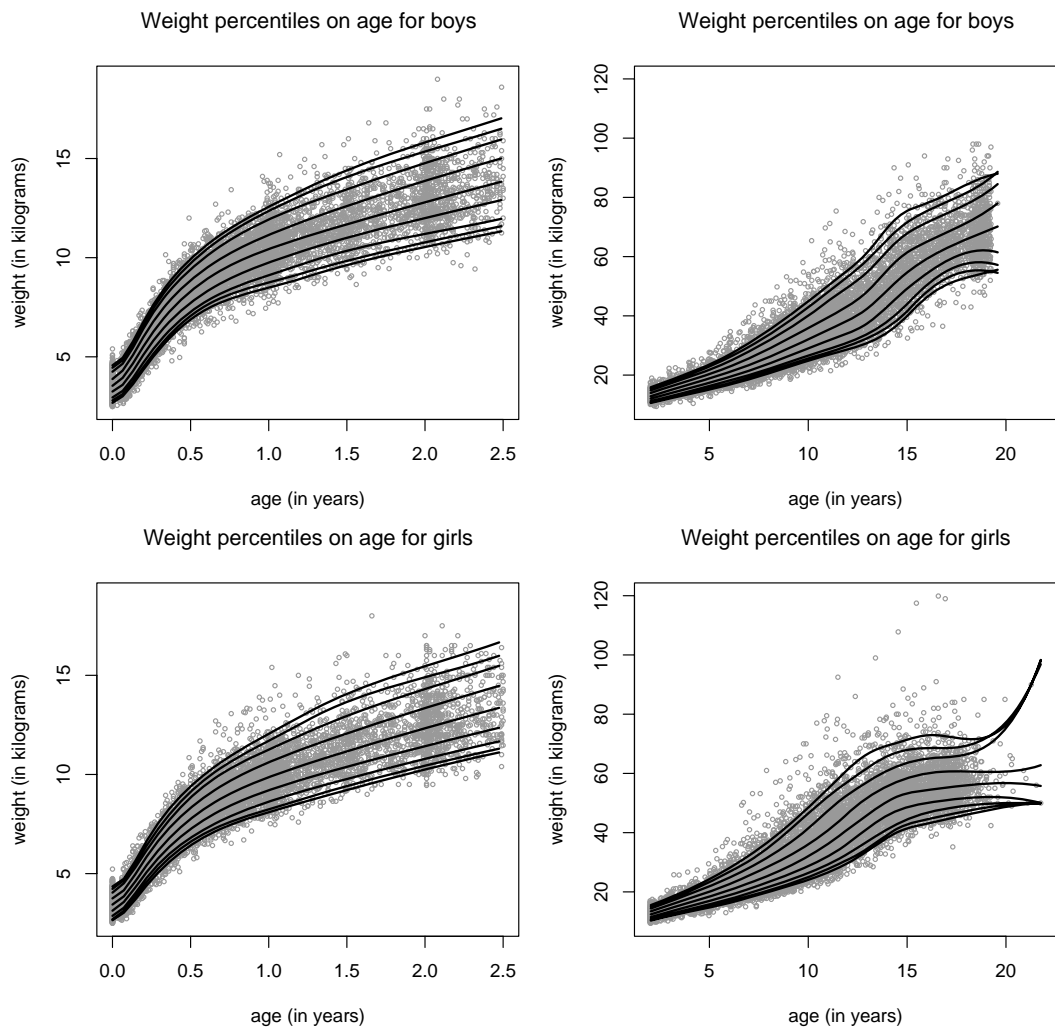 Weight percentiles on age for boys
weight (in kilograms)
15
10
5
0.0 0.5 1.0 1.5 2.0 2.5
age (in years)
Weight percentiles on age for boys
weight (in kilograms)
120
100
80
60
40
20
5 10 15 20
age (in years)
Weight percentiles on age for girls
weight (in kilograms)
15
10
5
0.0 0.5 1.0 1.5 2.0 2.5
age (in years)
Weight percentiles on age for girls
weight (in kilograms)
120
100
80
60
40
20
5 10 15 20
age (in years)